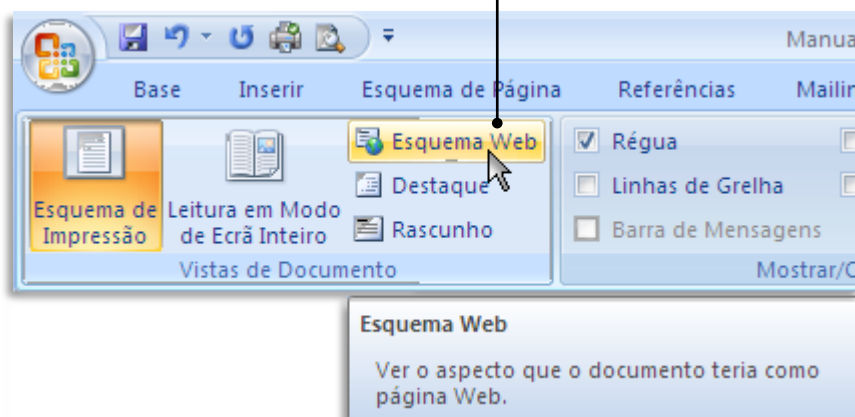 Manua
Base Inserir Esquema de Página Referências Mailin
Esquema de Impressão
Leitura em Modo de Ecrã Inteiro
Esquema Web
Destaque
Rascunho
Vistas de Documento
Régua
Linhas de Grelha
Barra de Mensagens
Mostrar/O
Esquema Web
Ver o aspecto que o documento teria como
página Web.